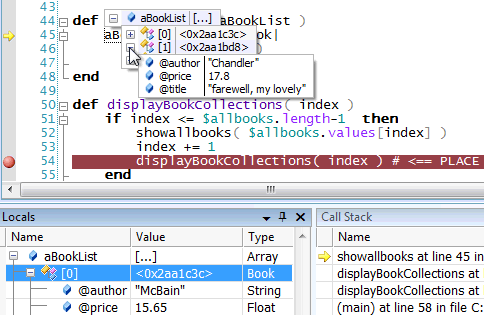 44 def aBookList [...] aBookList )
45 aB [0] <0x2aa1c3c> ook|
46 [1] <0x2aa1bd8> )
47 @author "Chandler"
@price 17.8
48 end @title "farewell, my lovely"
49
50 def displayBookCollections( index )
51 if index <= $allbooks.length-1 then
52 showallbooks( $allbooks.values[index] )
53 index += 1
54 displayBookCollections( index ) # <== PLACE
55 end
Locals
Name Value Type
aBookList [...] Array
[0] <0x2aa1c3c> Book
@author "McBain" String
@price 15.65 Float
Call Stack
Name
showallbooks at line 45 in
displayBookCollections at
displayBookCollections at
(main) at line 58 in file C: